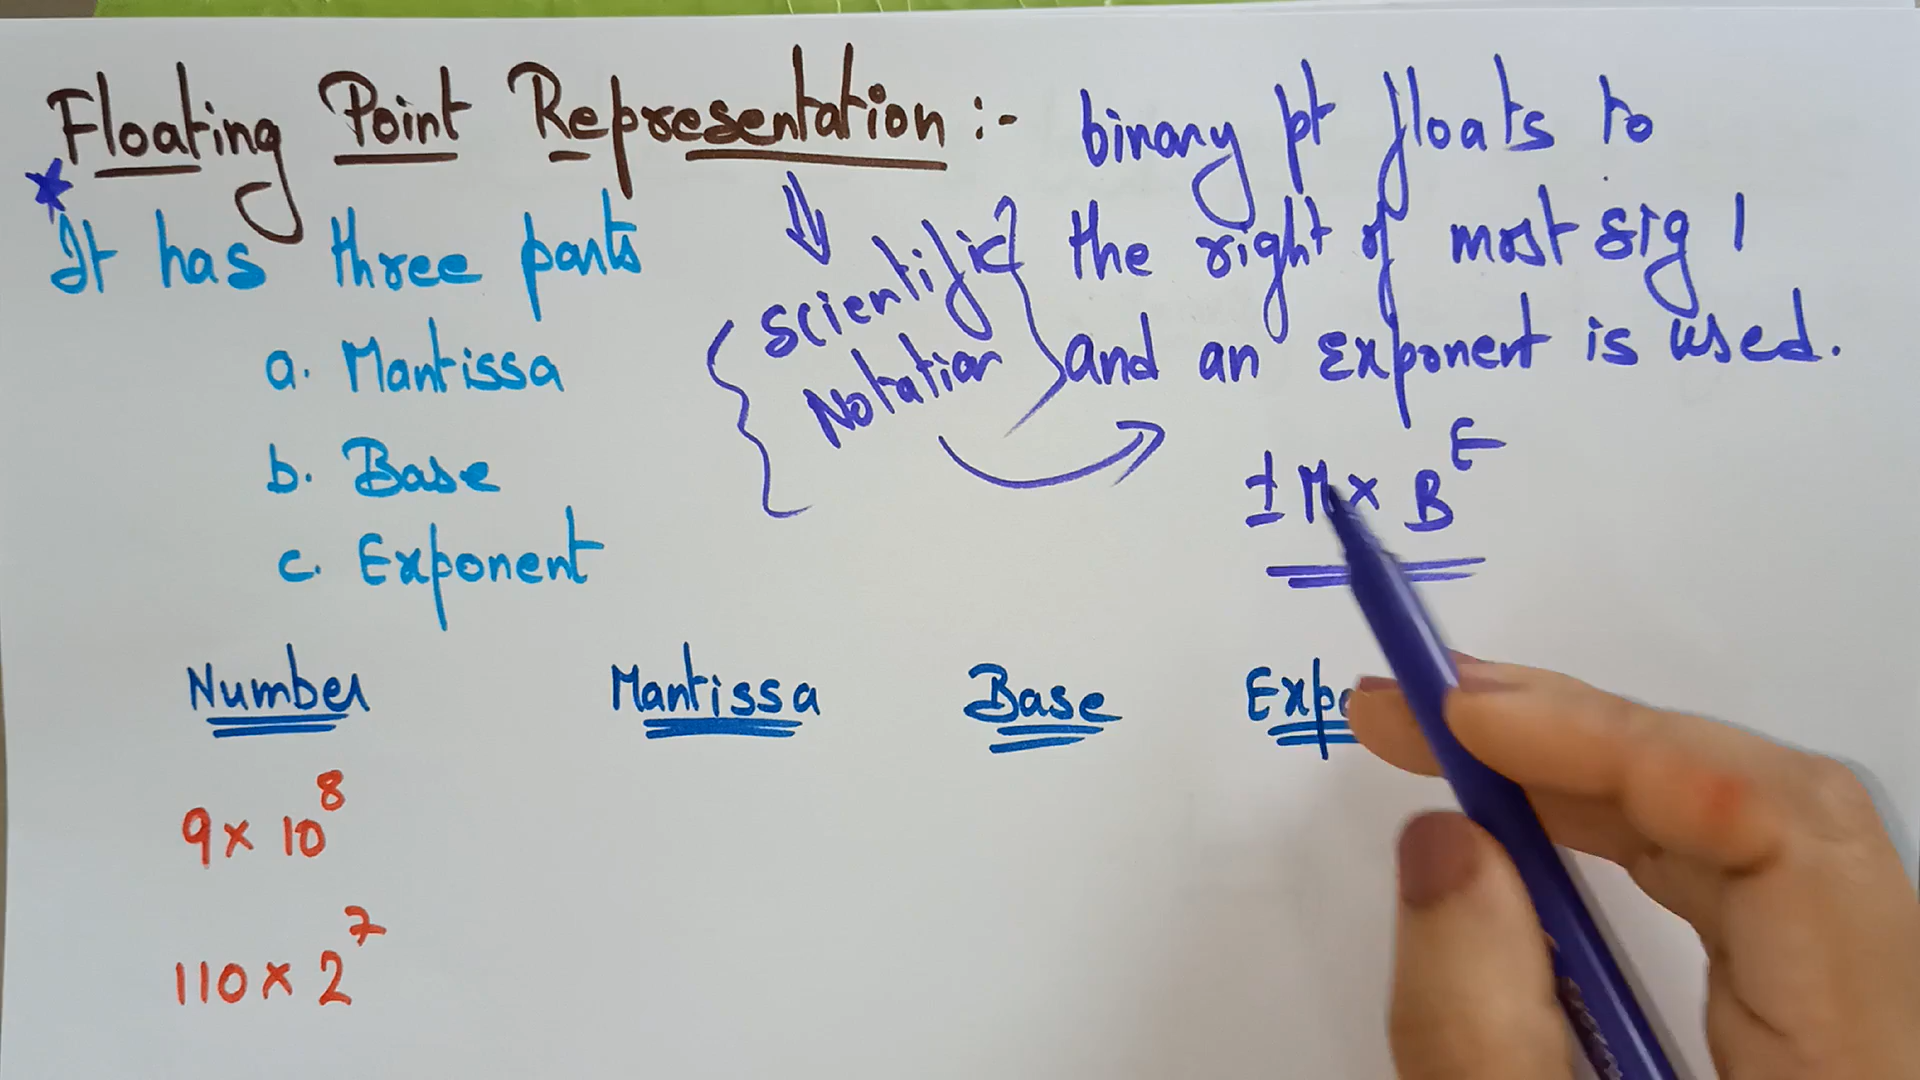 Floating Point Representation :-
It has three parts
a. Mantissa
b. Base
c. Exponent
Scientific
Notation
binary pt floats to
the right of most sig 1
and an exponent is used.
± M × B^E
Number Mantissa Base Expo
9 × 10^8
110 × 2^7